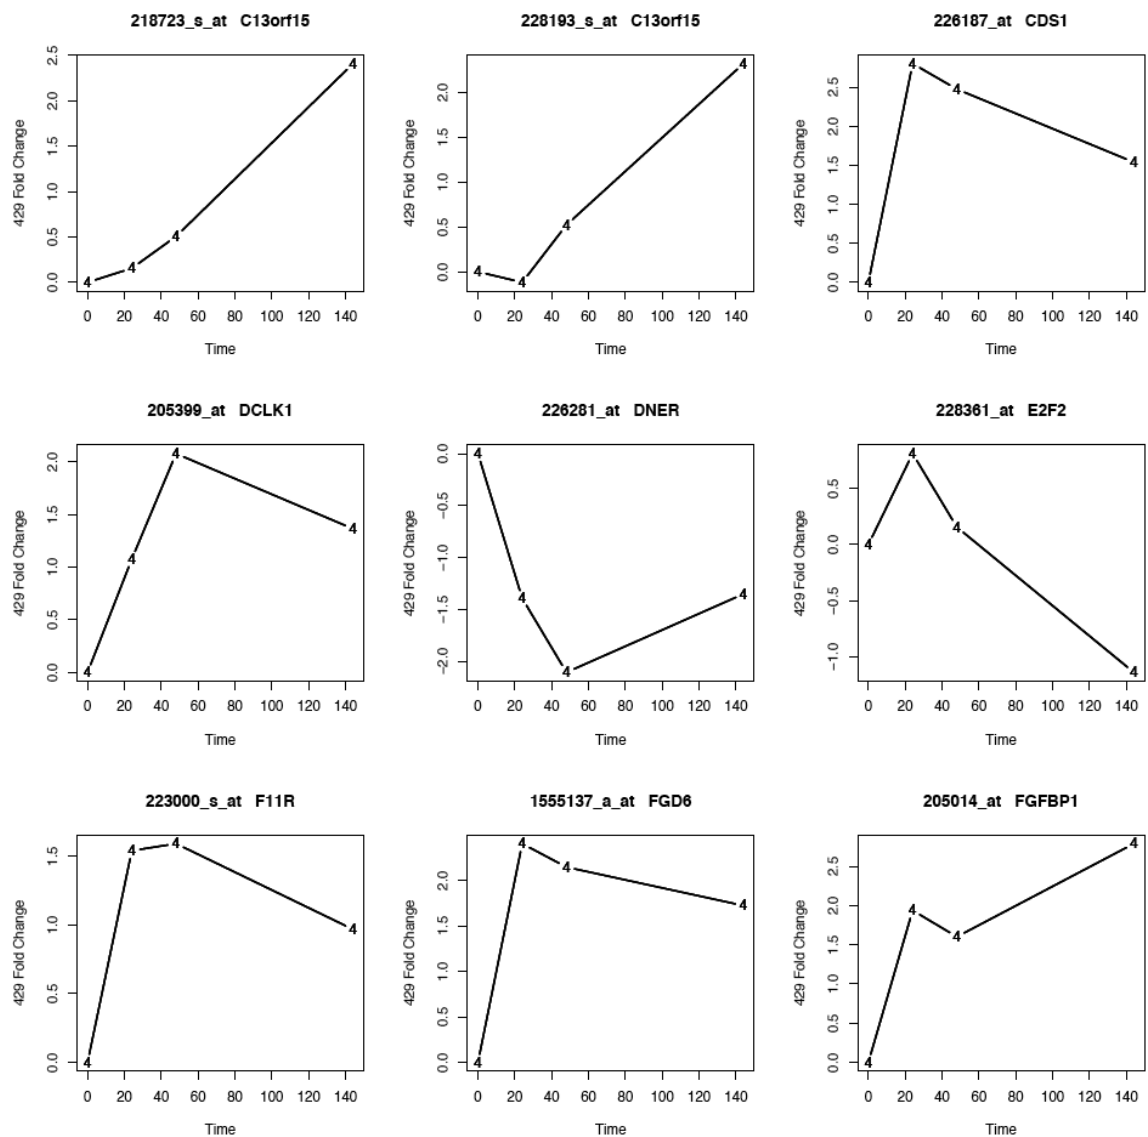 218723_s_at C13orf15
429 Fold Change
2.5
2.0
1.5
1.0
0.5
0.0
4 4 4 4
0 20 40 60 80 100 120 140
Time
228193_s_at C13orf15
429 Fold Change
2.0
1.5
1.0
0.5
0.0
4 4 4 4
0 20 40 60 80 100 120 140
Time
226187_at CDS1
429 Fold Change
2.5
2.0
1.5
1.0
0.5
0.0
4 4 4 4
0 20 40 60 80 100 120 140
Time
205399_at DCLK1
429 Fold Change
2.0
1.5
1.0
0.5
0.0
4 4 4 4
0 20 40 60 80 100 120 140
Time
226281_at DNER
429 Fold Change
0.0
−0.5
−1.0
−1.5
−2.0
4 4 4 4
0 20 40 60 80 100 120 140
Time
228361_at E2F2
429 Fold Change
0.5
0.0
−0.5
−1.0
4 4 4 4
0 20 40 60 80 100 120 140
Time
223000_s_at F11R
429 Fold Change
1.5
1.0
0.5
0.0
4 4 4 4
0 20 40 60 80 100 120 140
Time
1555137_a_at FGD6
429 Fold Change
2.0
1.5
1.0
0.5
0.0
4 4 4 4
0 20 40 60 80 100 120 140
Time
205014_at FGFBP1
429 Fold Change
2.5
2.0
1.5
1.0
0.5
0.0
4 4 4 4
0 20 40 60 80 100 120 140
Time